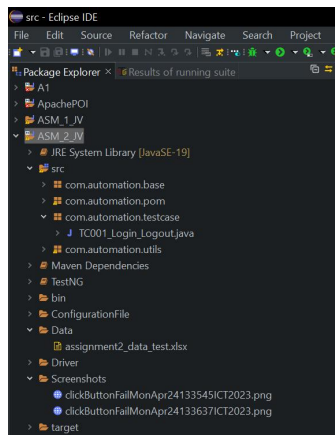 src - Eclipse IDE
File Edit Source Refactor Navigate Search Project
Package Explorer × Results of running suite
A1
ApachePOI
ASM_1_JV
ASM_2_JV
JRE System Library [JavaSE-19]
src
com.automation.base
com.automation.pom
com.automation.testcase
TC001_Login_Logout.java
com.automation.utils
Maven Dependencies
TestNG
bin
ConfigurationFile
Data
assignment2_data_test.xlsx
Driver
Screenshots
clickButtonFailMonApr24133545ICT2023.png
clickButtonFailMonApr24133637ICT2023.png
target